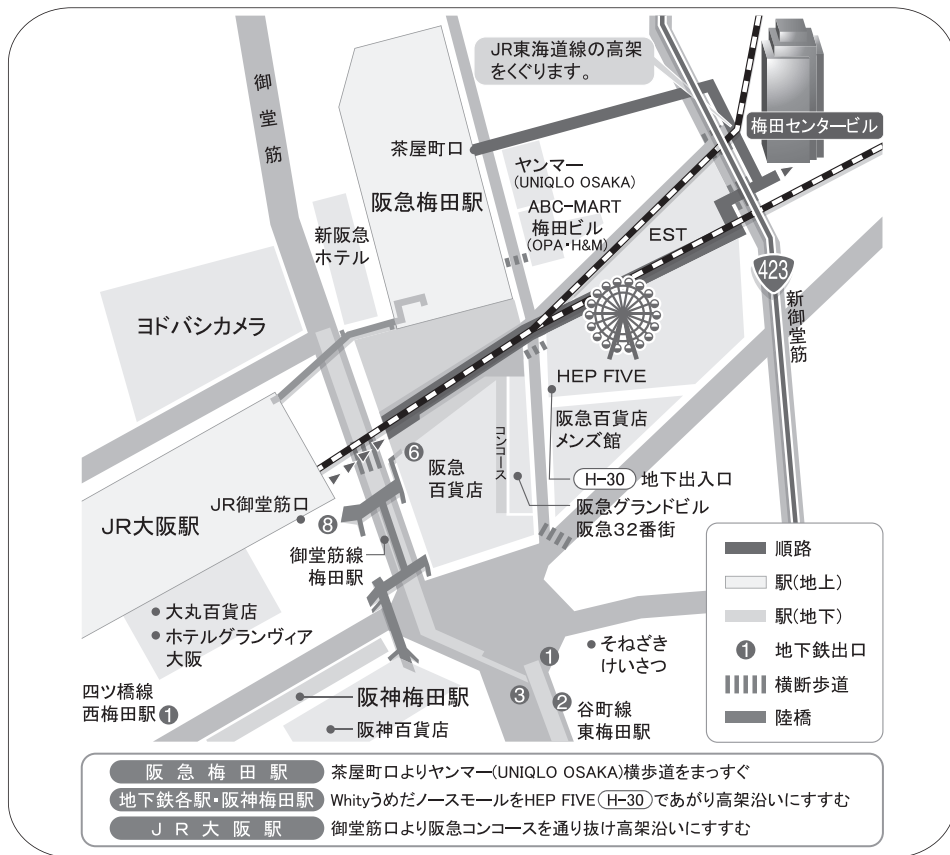 JR東海道線の高架
をくぐります。
梅田センタービル
御堂筋
茶屋町口
阪急梅田駅
ヤンマー
(UNIQLO OSAKA)
ABC-MART
梅田ビル
(OPA・H&M)
EST
新阪急
ホテル
423
新御堂筋
ヨドバシカメラ
HEP FIVE
阪急百貨店
メンズ館
コンコース
6
阪急
百貨店
H-30 地下出入口
阪急グランドビル
阪急32番街
JR御堂筋口
JR大阪駅
8
御堂筋線
梅田駅
大丸百貨店
ホテルグランヴィア
大阪
そねざき
けいさつ
1
3
2
谷町線
東梅田駅
四ツ橋線
西梅田駅 1
阪神梅田駅
阪神百貨店
順路
駅(地上)
駅(地下)
1 地下鉄出口
横断歩道
陸橋
阪急梅田駅 茶屋町口よりヤンマー(UNIQLO OSAKA)横歩道をまっすぐ
地下鉄各駅・阪神梅田駅 WhityうめだノースモールをHEP FIVE H-30 であがり高架沿いにすすむ
JR大阪駅 御堂筋口より阪急コンコースを通り抜け高架沿いにすすむ